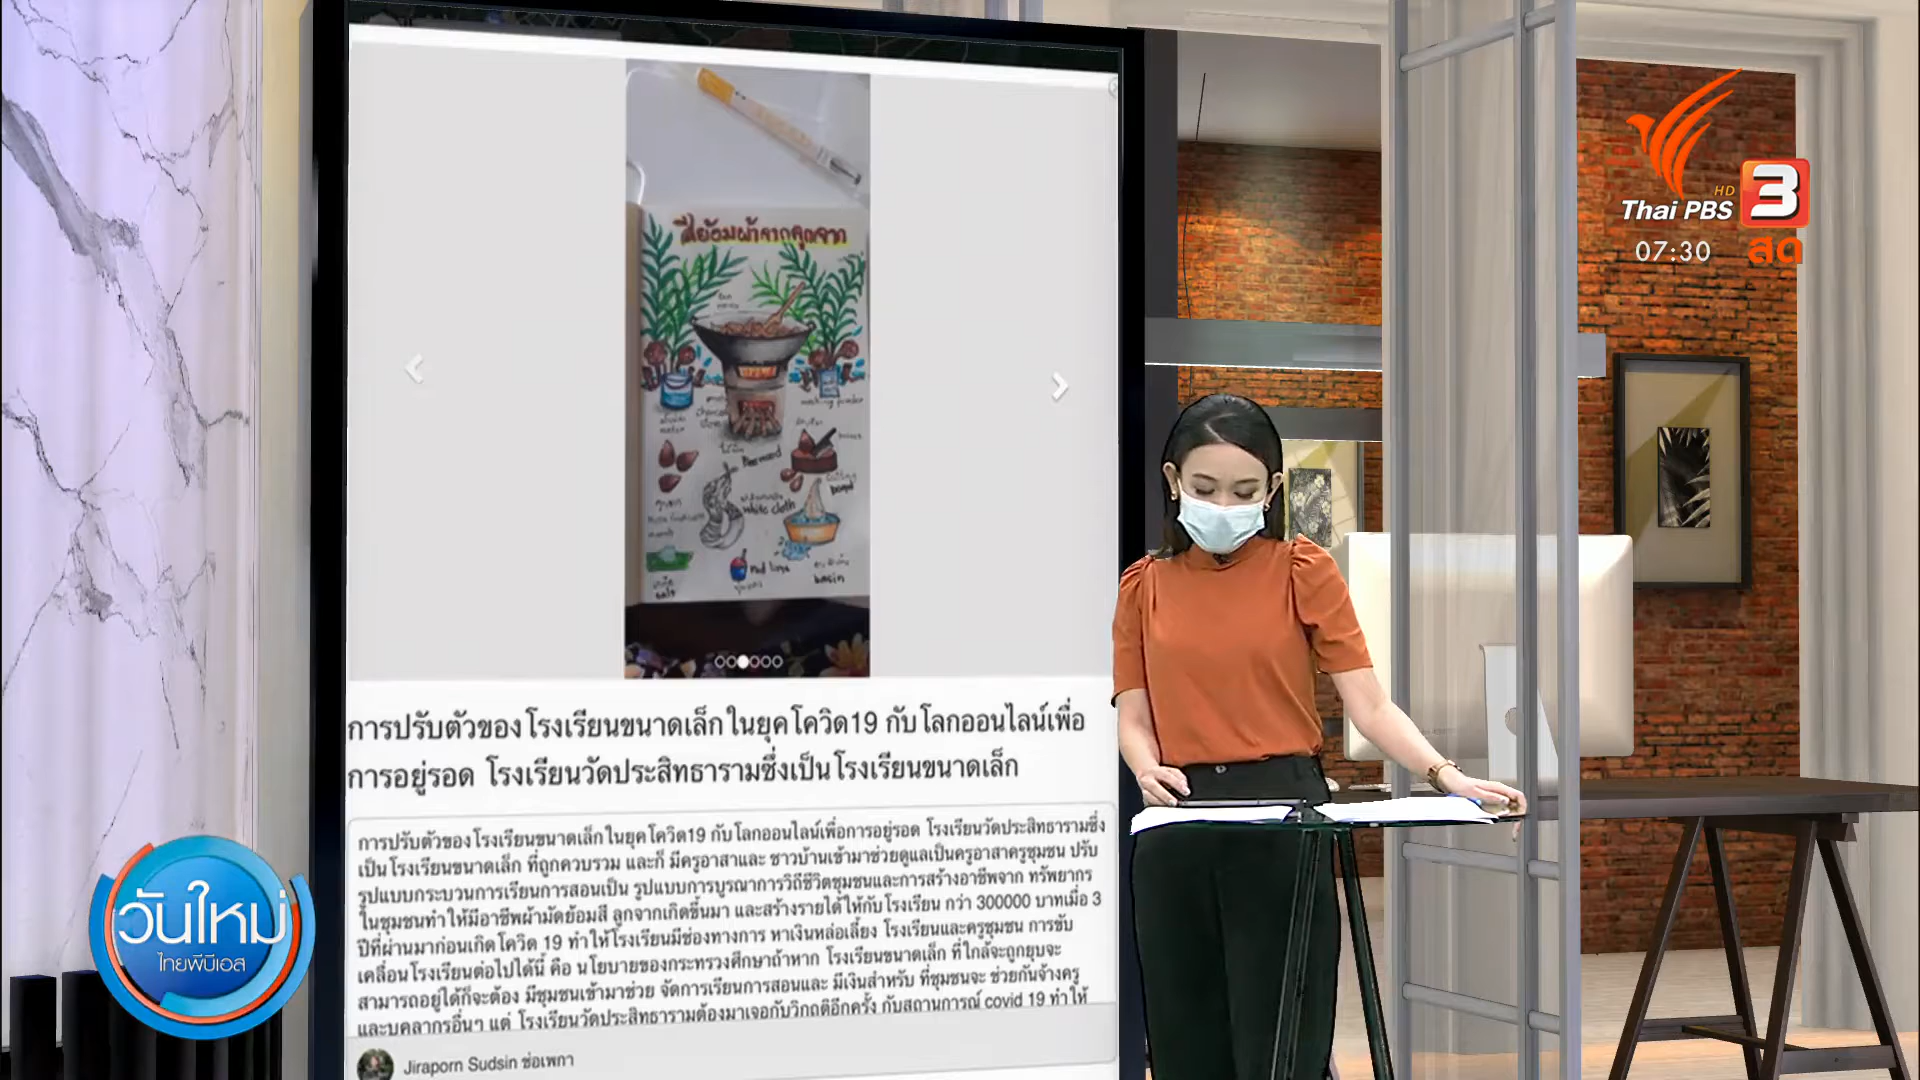 สีย้อมผ้าจากลูกจาก
charcoal
white cloth
basin
salt
การปรับตัวของโรงเรียนขนาดเล็กในยุคโควิด19 กับโลกออนไลน์เพื่อ
การอยู่รอด โรงเรียนวัดประสิทธารามซึ่งเป็นโรงเรียนขนาดเล็ก
การปรับตัวของโรงเรียนขนาดเล็กในยุคโควิด19 กับโลกออนไลน์เพื่อการอยู่รอด โรงเรียนวัดประสิทธารามซึ่ง
เป็นโรงเรียนขนาดเล็ก ที่ถูกควบรวม และก็ มีครูอาสาและ ชาวบ้านเข้ามาช่วยดูแลเป็นครูอาสาครูชุมชน ปรับ
รูปแบบกระบวนการเรียนการสอนเป็น รูปแบบการบูรณาการวิถีชีวิตชุมชนและการสร้างอาชีพจาก ทรัพยากร
ในชุมชนทำให้มีอาชีพผ้ามัดย้อมสี ลูกจากเกิดขึ้นมา และสร้างรายได้ให้กับโรงเรียน กว่า 300000 บาทเมื่อ 3
ปีที่ผ่านมาก่อนเกิดโควิด 19 ทำให้โรงเรียนมีช่องทางการ หาเงินหล่อเลี้ยง โรงเรียนและครูชุมชน การขับ
เคลื่อนโรงเรียนต่อไปได้นี้ คือ นโยบายของกระทรวงศึกษาถ้าหาก โรงเรียนขนาดเล็ก ที่ใกล้จะถูกยุบจะ
สามารถอยู่ได้ก็จะต้อง มีชุมชนเข้ามาช่วย จัดการเรียนการสอนและ มีเงินสำหรับ ที่ชุมชนจะ ช่วยกันจ้างครู
และบุคลากรอื่นๆ แต่ โรงเรียนวัดประสิทธารามต้องมาเจอกับวิกฤติอีกครั้ง กับสถานการณ์ covid 19 ทำให้
Jiraporn Sudsin ช่อเพกา
วันใหม่
ไทยพีบีเอส
HD
Thai PBS
3
07:30
สด